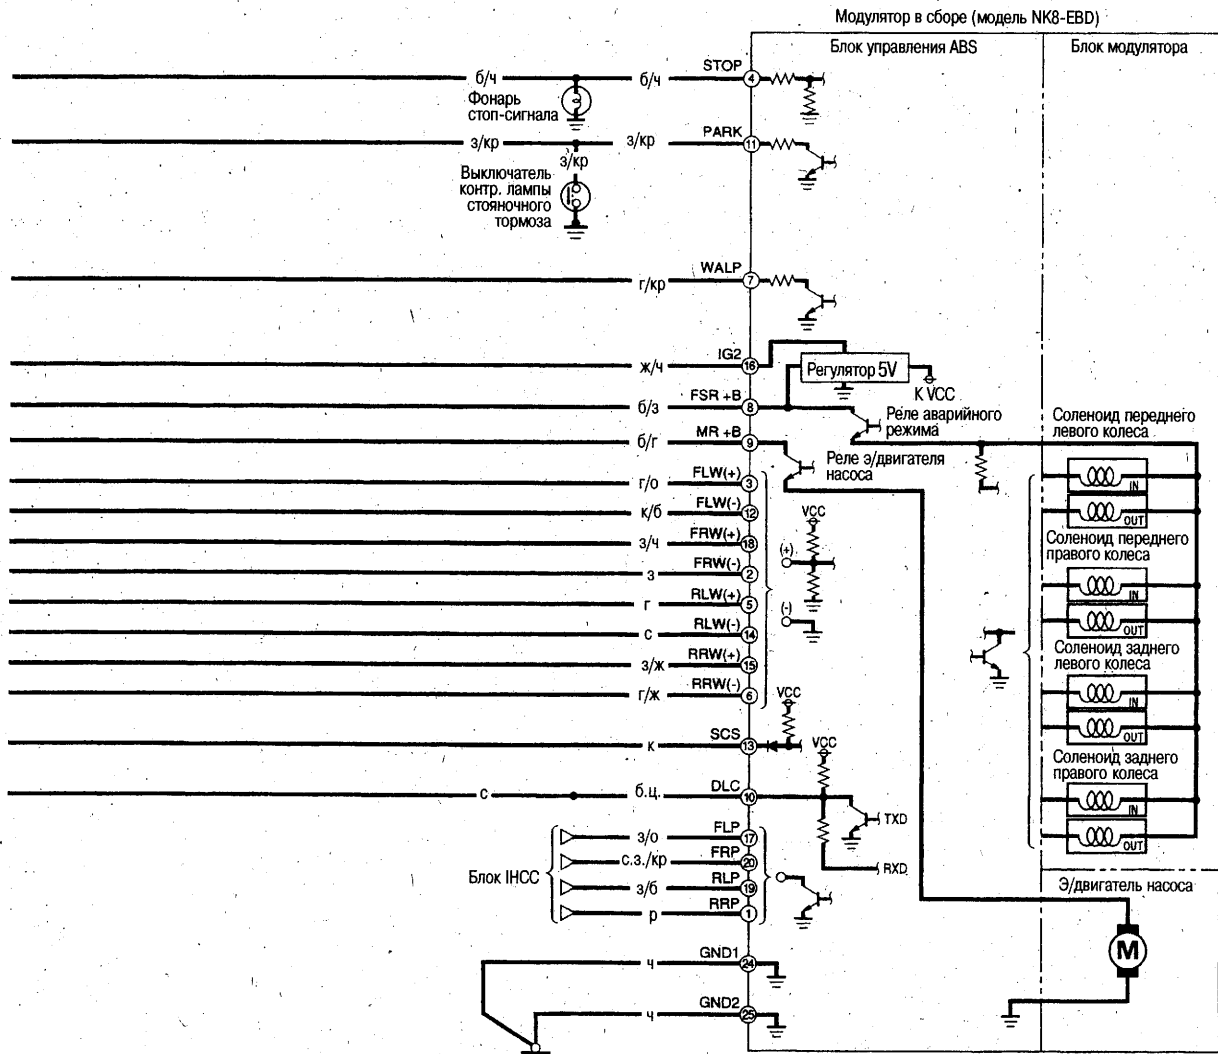 Модулятор в сборе (модель NK8-EBD)
Блок управления ABS
Блок модулятора
б/ч
б/ч
STOP
4
Фонарь
стоп-сигнала
з/кр
з/кр
PARK
11
з/кр
Выключатель
контр. лампы
стояночного
тормоза
г/кр
WALP
7
ж/ч
IG2
16
Регулятор 5V
К VCC
б/з
FSR +B
8
Реле аварийного
режима
Соленоид переднего
левого колеса
б/г
MR +B
9
Реле э/двигателя
насоса
г/о
FLW(+)
3
IN
к/б
FLW(-)
12
VCC
OUT
з/ч
FRW(+)
18
(+)
Соленоид переднего
правого колеса
з
FRW(-)
2
IN
г
RLW(+)
5
(-)
OUT
с
RLW(-)
14
Соленоид заднего
левого колеса
з/ж
RRW(+)
15
г/ж
RRW(-)
6
VCC
IN
к
SCS
13
VCC
OUT
Соленоид заднего
правого колеса
с
б.ц.
DLC
10
TXD
IN
RXD
OUT
Блок IHCC
з/о
FLP
17
с.з./кр
FRP
20
з/б
RLP
19
р
RRP
1
Э/двигатель насоса
M
ч
GND1
24
ч
GND2
25